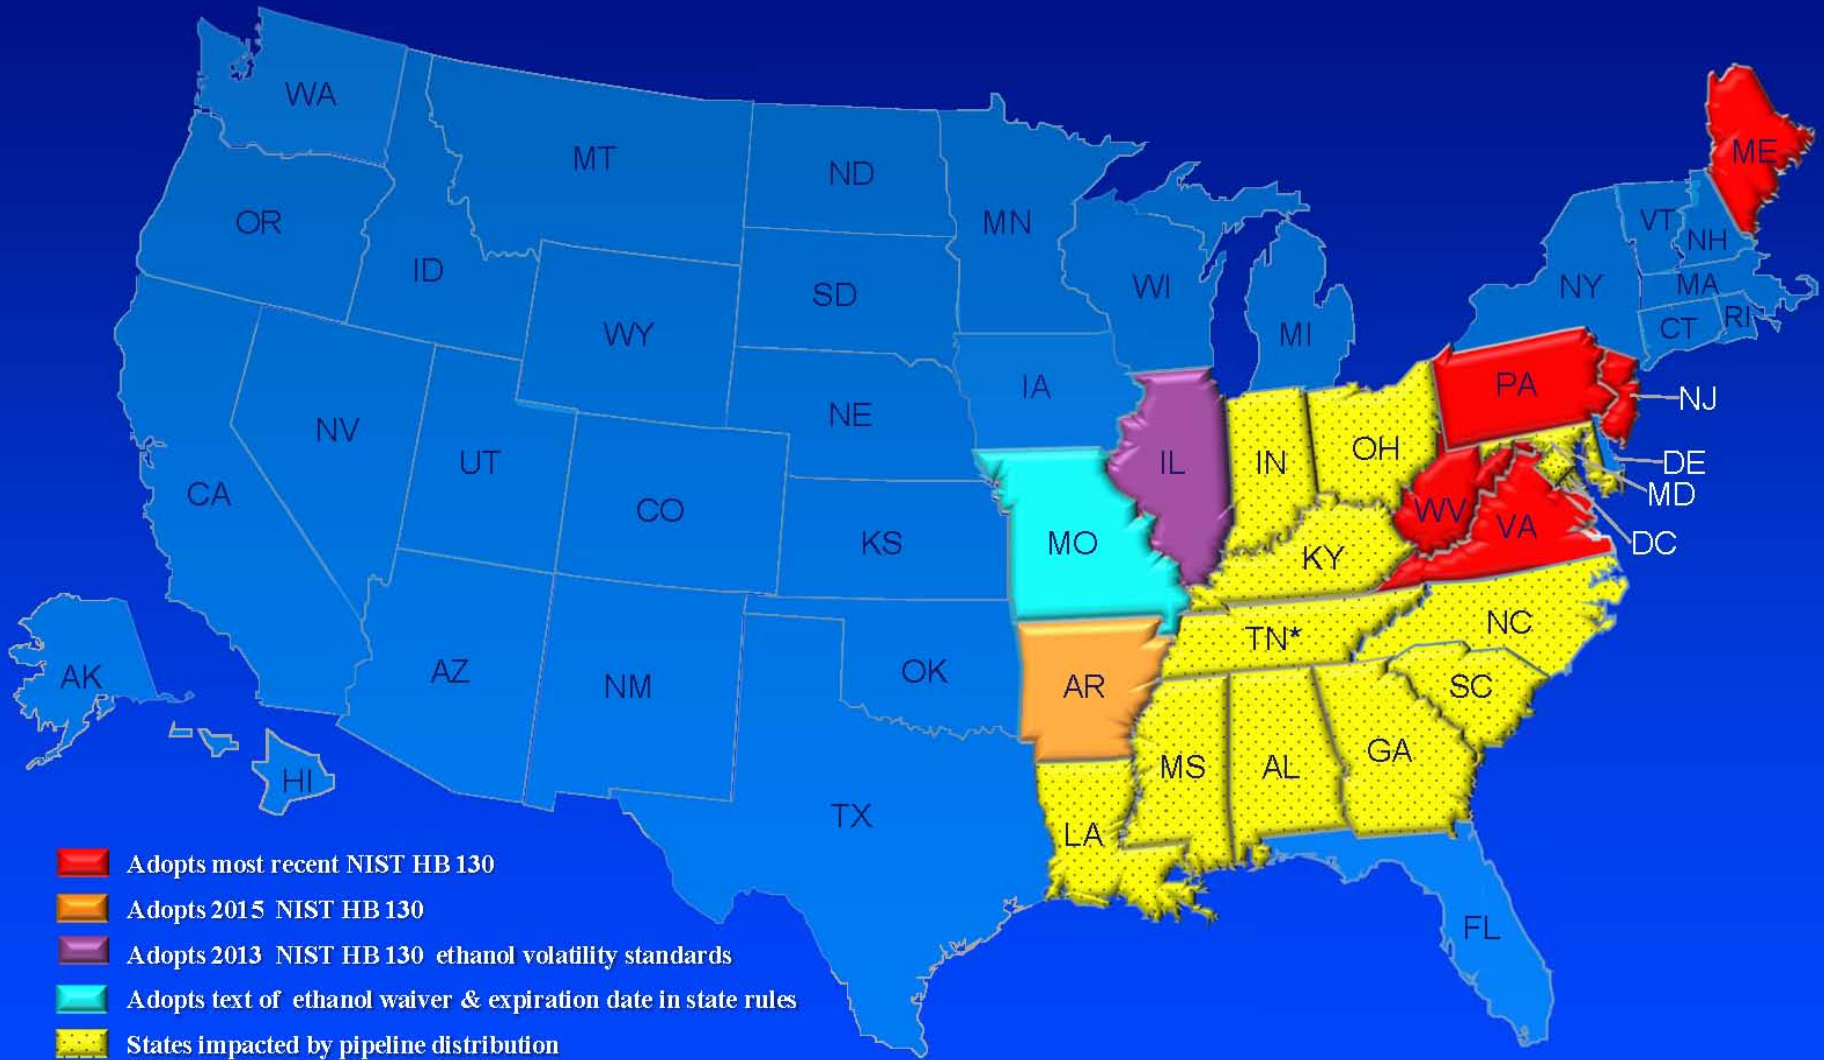 WA
MT
ND
MN
ME
OR
ID
SD
WI
MI
NY
VT
NH
MA
CT
RI
WY
IA
NE
PA
NJ
NV
UT
CO
KS
CA
IL
IN
OH
DE
MD
DC
MO
WV
VA
KY
NC
TN*
AK
AZ
NM
OK
AR
SC
HI
TX
LA
MS
AL
GA
FL
Adopts most recent NIST HB 130
Adopts 2015 NIST HB 130
Adopts 2013 NIST HB 130 ethanol volatility standards
Adopts text of ethanol waiver & expiration date in state rules
States impacted by pipeline distribution